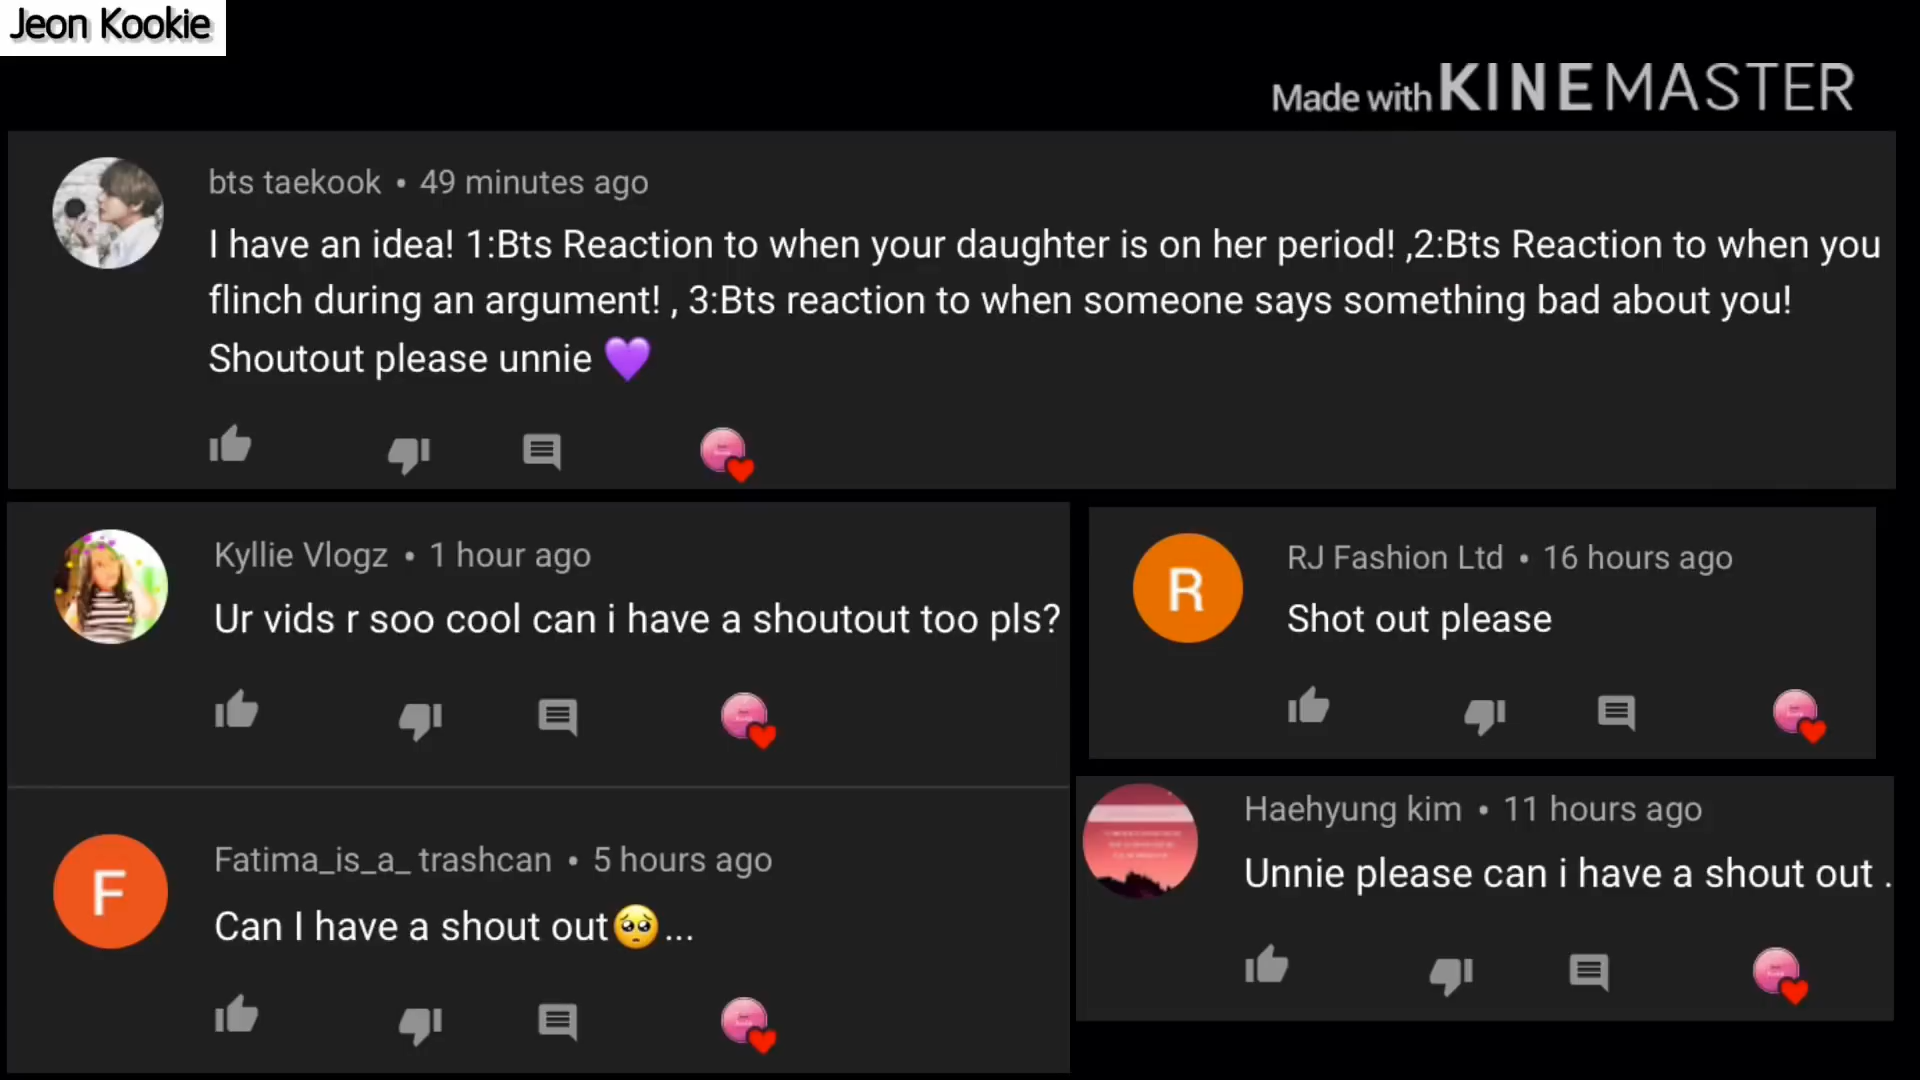 Jeon Kookie
Made with KINEMASTER
bts taekook • 49 minutes ago
I have an idea! 1:Bts Reaction to when your daughter is on her period! ,2:Bts Reaction to when you
flinch during an argument! , 3:Bts reaction to when someone says something bad about you!
Shoutout please unnie 💜
Kyllie Vlogz • 1 hour ago
Ur vids r soo cool can i have a shoutout too pls?
RJ Fashion Ltd • 16 hours ago
R
Shot out please
Fatima_is_a_ trashcan • 5 hours ago
F
Can I have a shout out🥺...
Haehyung kim • 11 hours ago
Unnie please can i have a shout out .